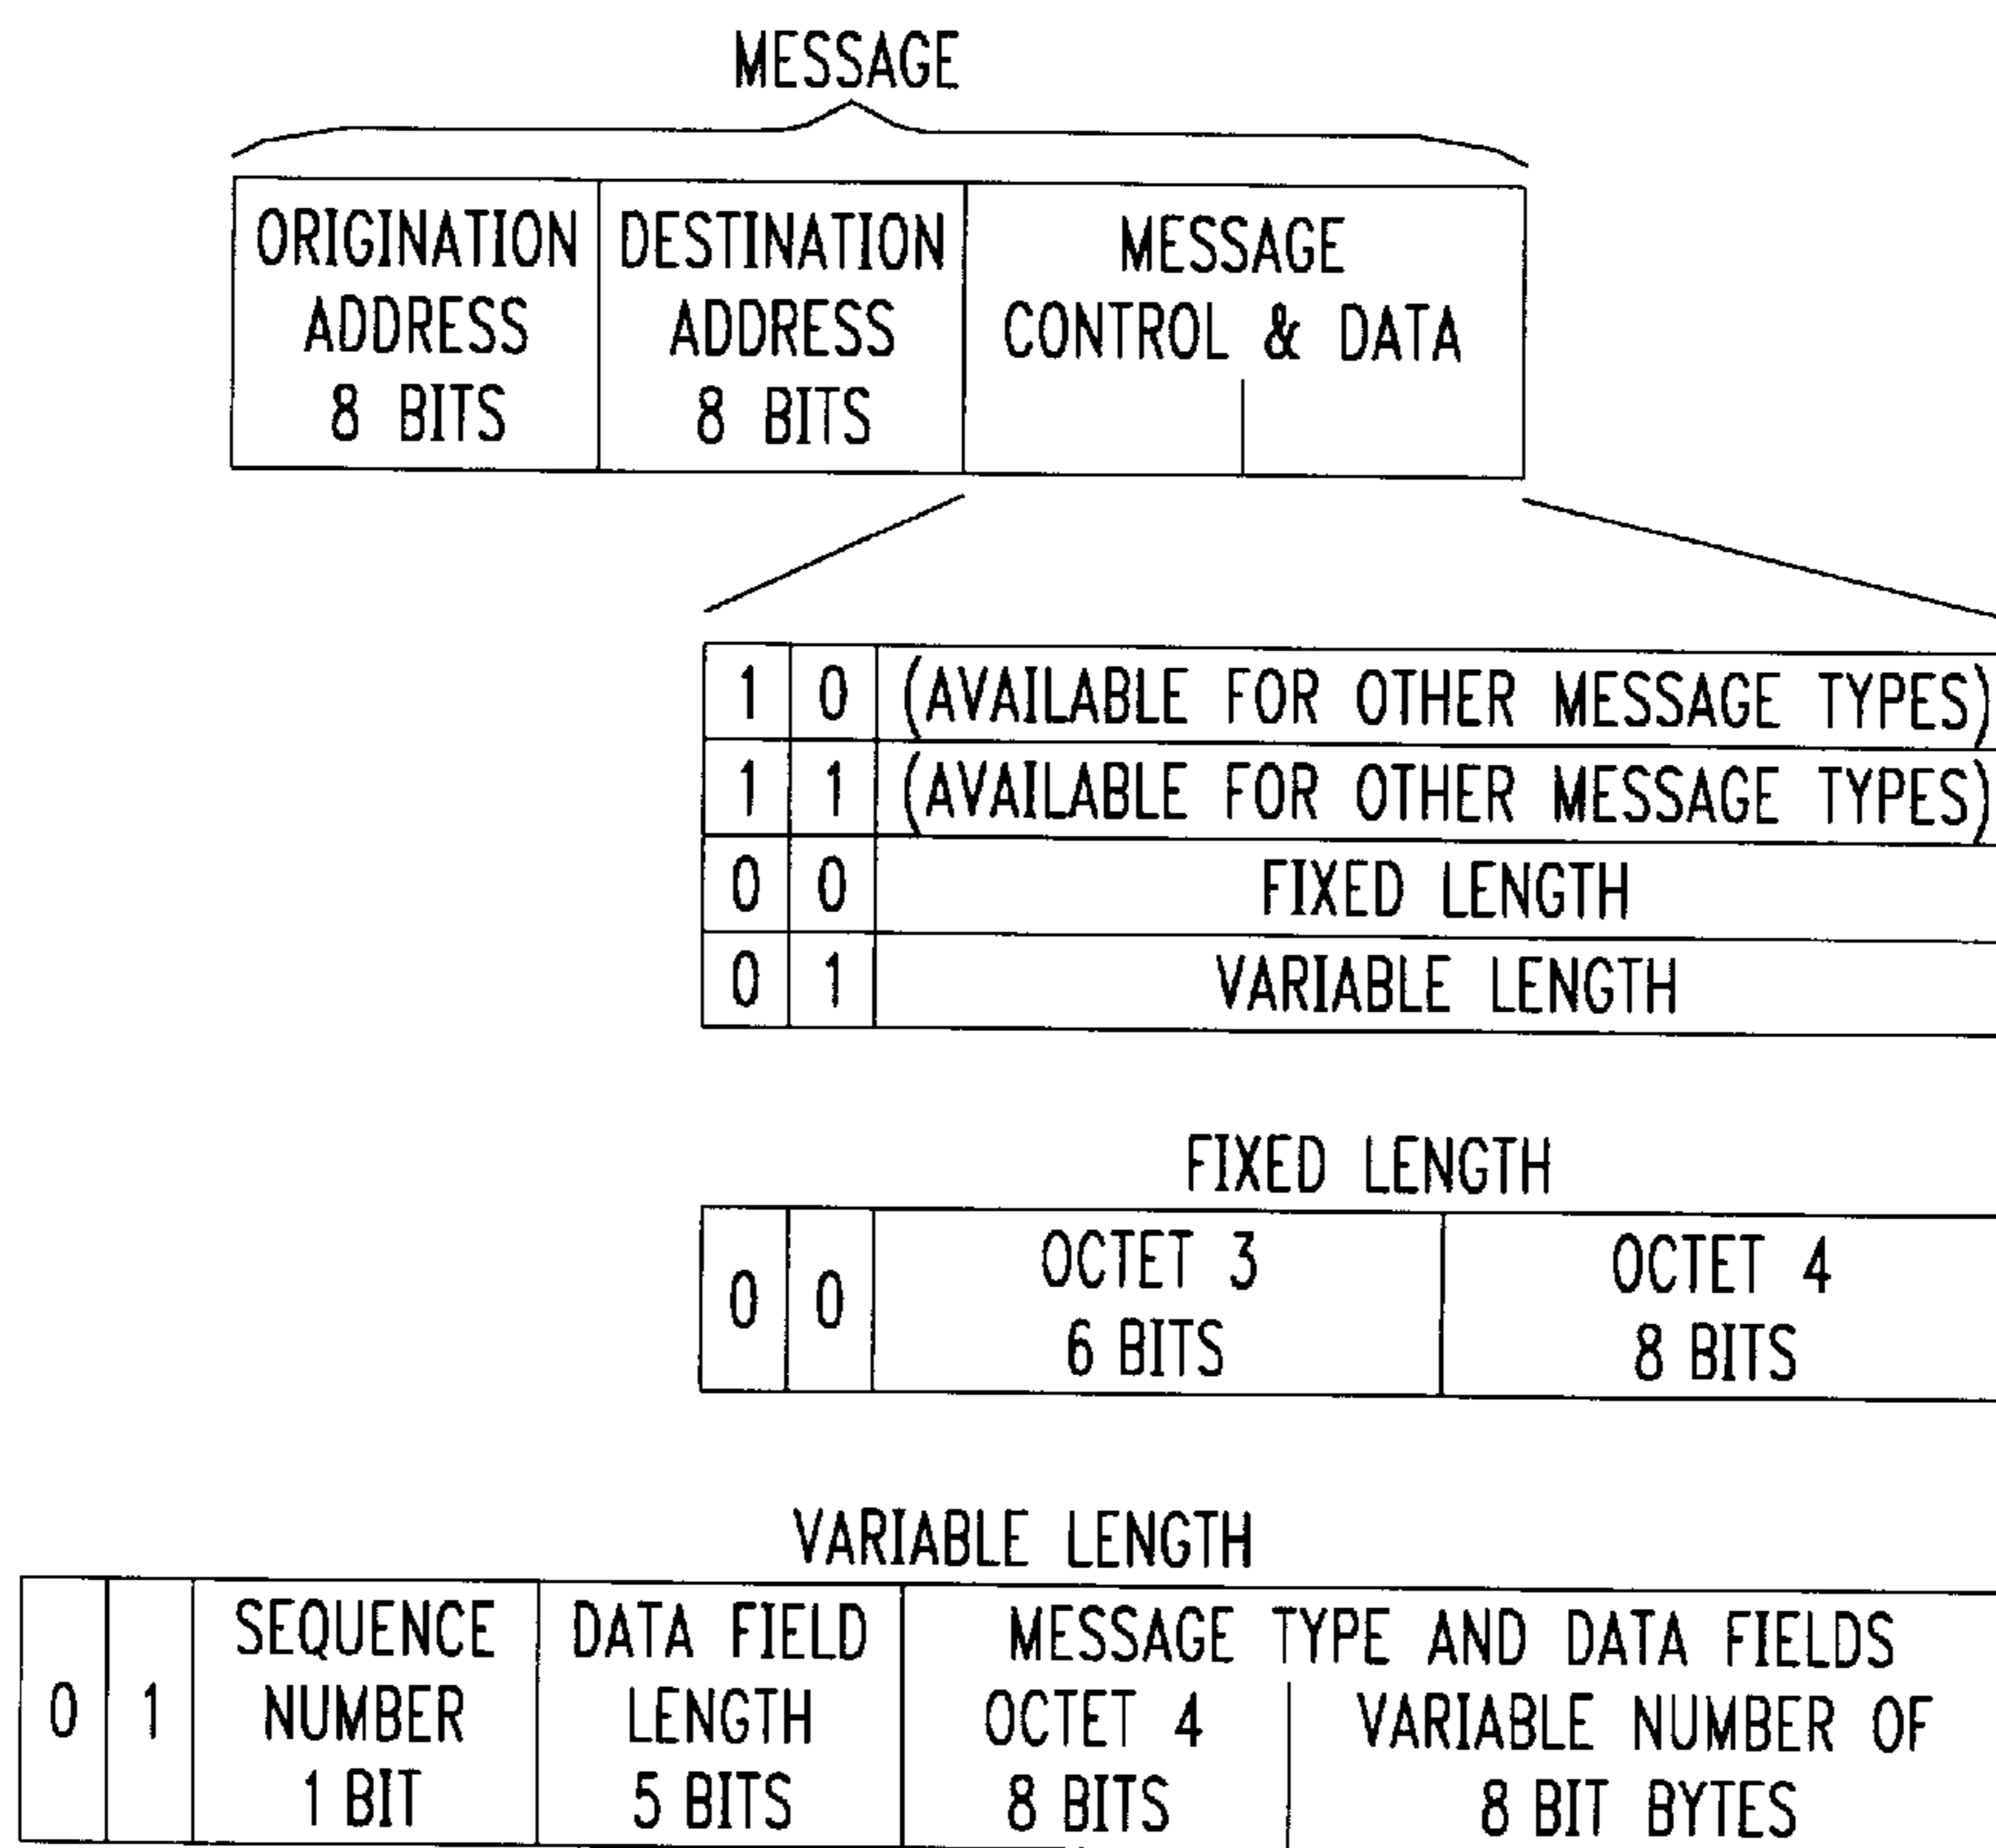 MESSAGE
ORIGINATION ADDRESS 8 BITS
DESTINATION ADDRESS 8 BITS
MESSAGE CONTROL & DATA
1 0 (AVAILABLE FOR OTHER MESSAGE TYPES)
1 1 (AVAILABLE FOR OTHER MESSAGE TYPES)
0 0 FIXED LENGTH
0 1 VARIABLE LENGTH
FIXED LENGTH
0 0
OCTET 3
6 BITS
OCTET 4
8 BITS
VARIABLE LENGTH
0 1
SEQUENCE
NUMBER
1 BIT
DATA FIELD
LENGTH
5 BITS
MESSAGE TYPE AND DATA FIELDS
OCTET 4
8 BITS
VARIABLE NUMBER OF
8 BIT BYTES